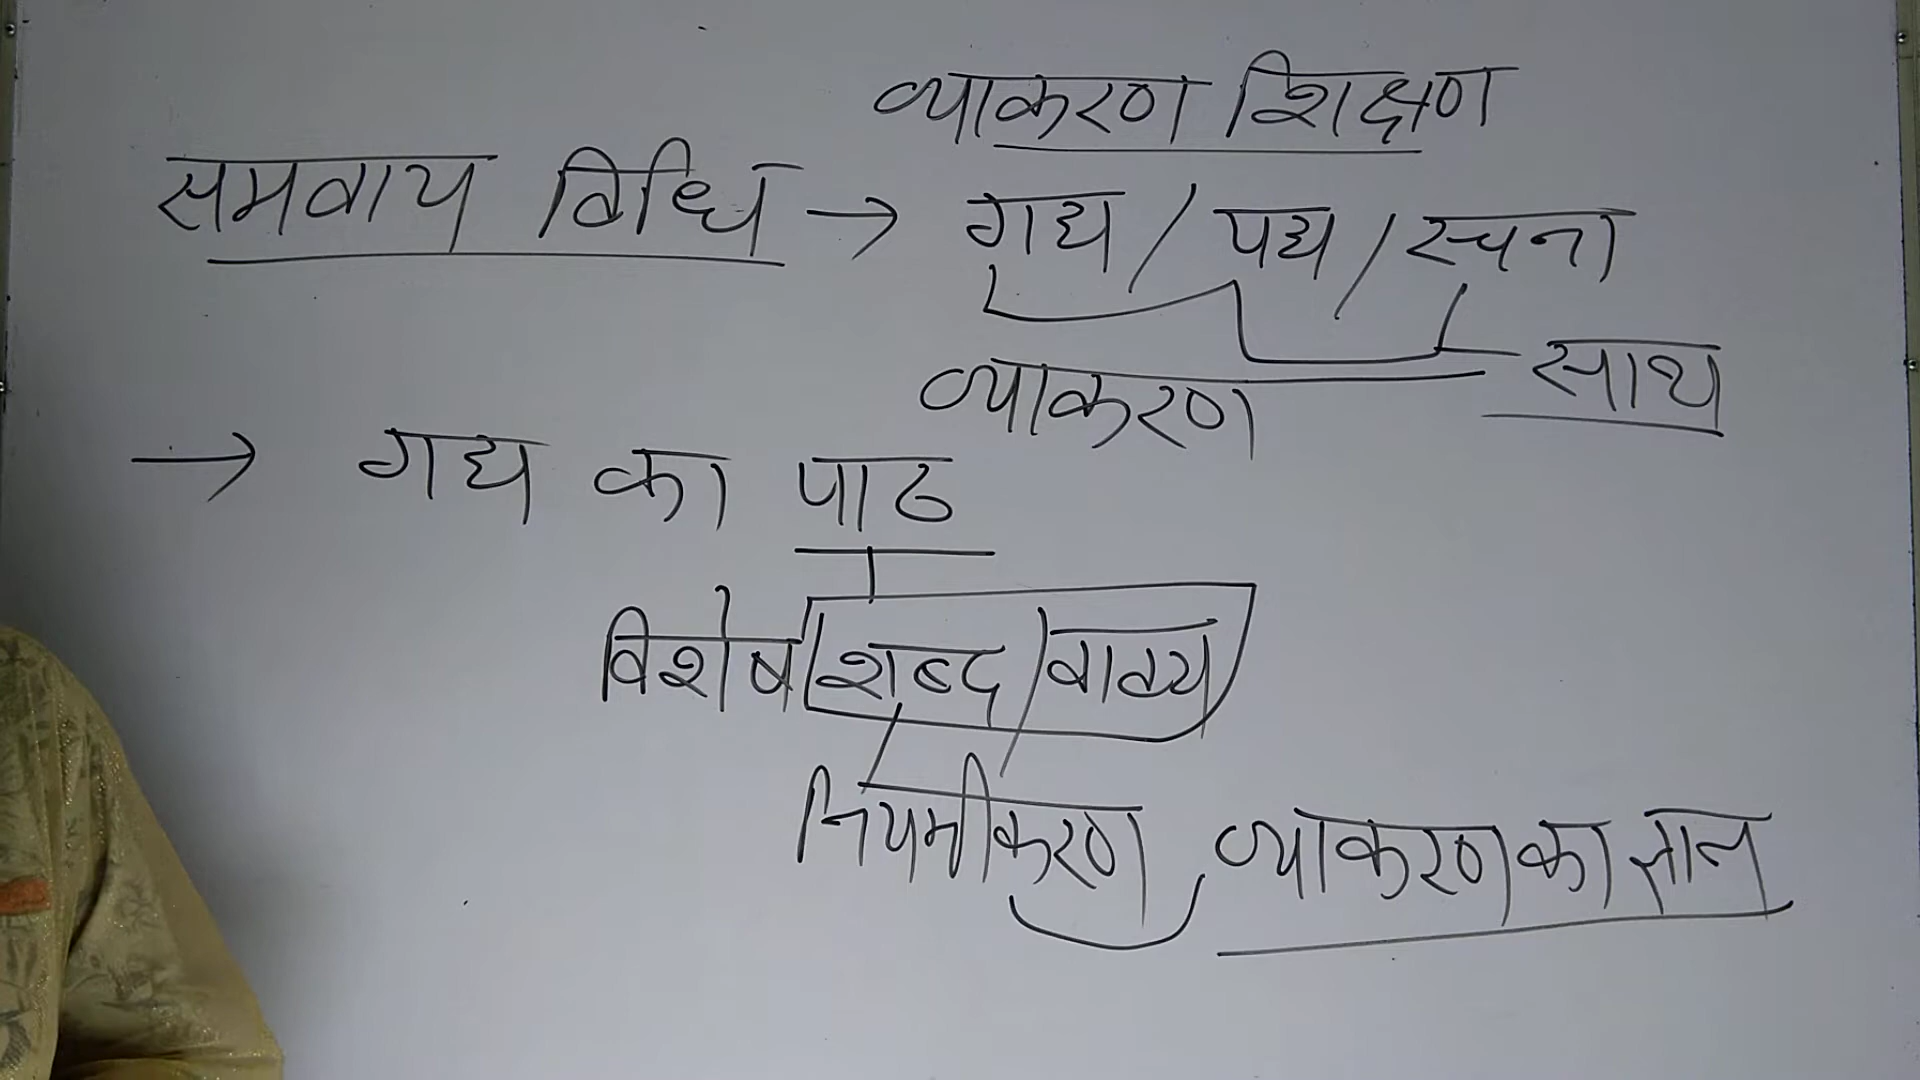 व्याकरण शिक्षण
समवाय विधि → गद्य / पद्य / रचना
व्याकरण साथ
→ गद्य का पाठ
विशेष शब्द / वाक्य
नियमीकरण व्याकरण का ज्ञान